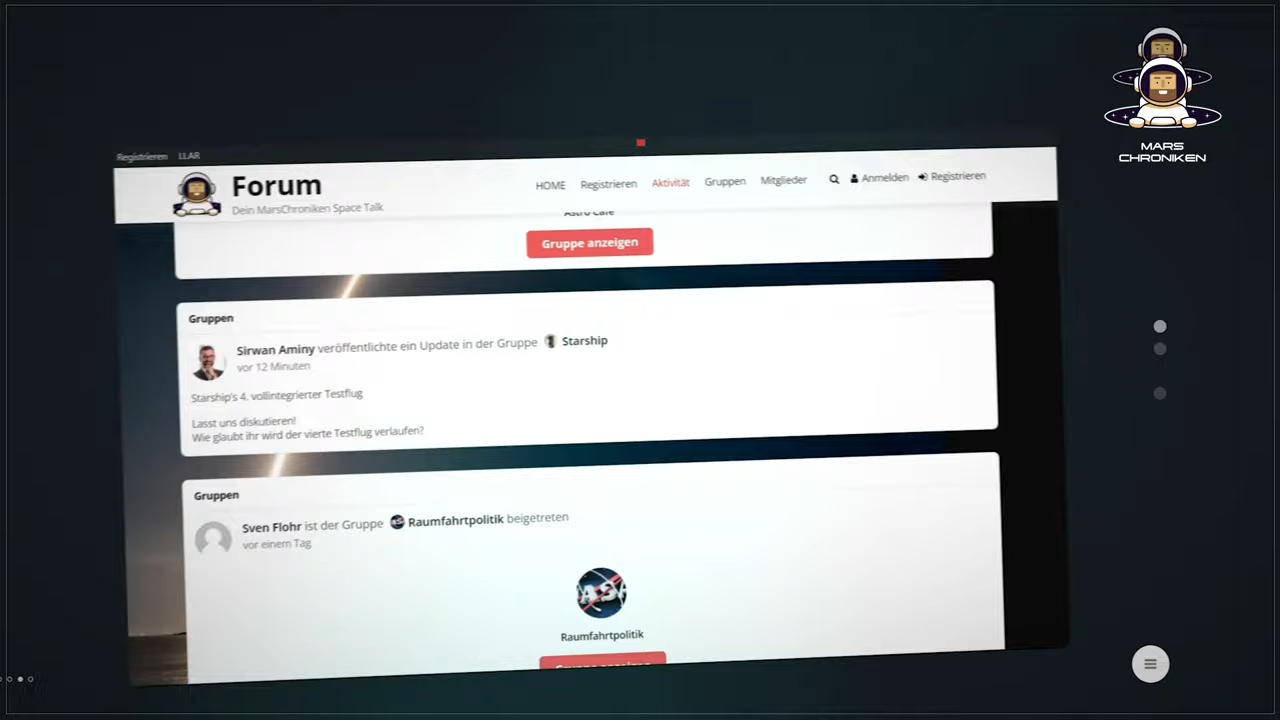 MARS
CHRONIKEN
Registrieren
Forum
Dein MarsChroniken Space Talk
HOME
Registrieren
Aktivität
Gruppen
Mitglieder
Anmelden
Registrieren
Astro Café
Gruppe anzeigen
Gruppen
Sirwan Aminy veröffentlichte ein Update in der Gruppe Starship
vor 12 Minuten
Starship's 4. vollintegrierter Testflug
Lasst uns diskutieren!
Wie glaubt ihr wird der vierte Testflug verlaufen?
Gruppen
Sven Flohr ist der Gruppe Raumfahrtpolitik beigetreten
vor einem Tag
Raumfahrtpolitik